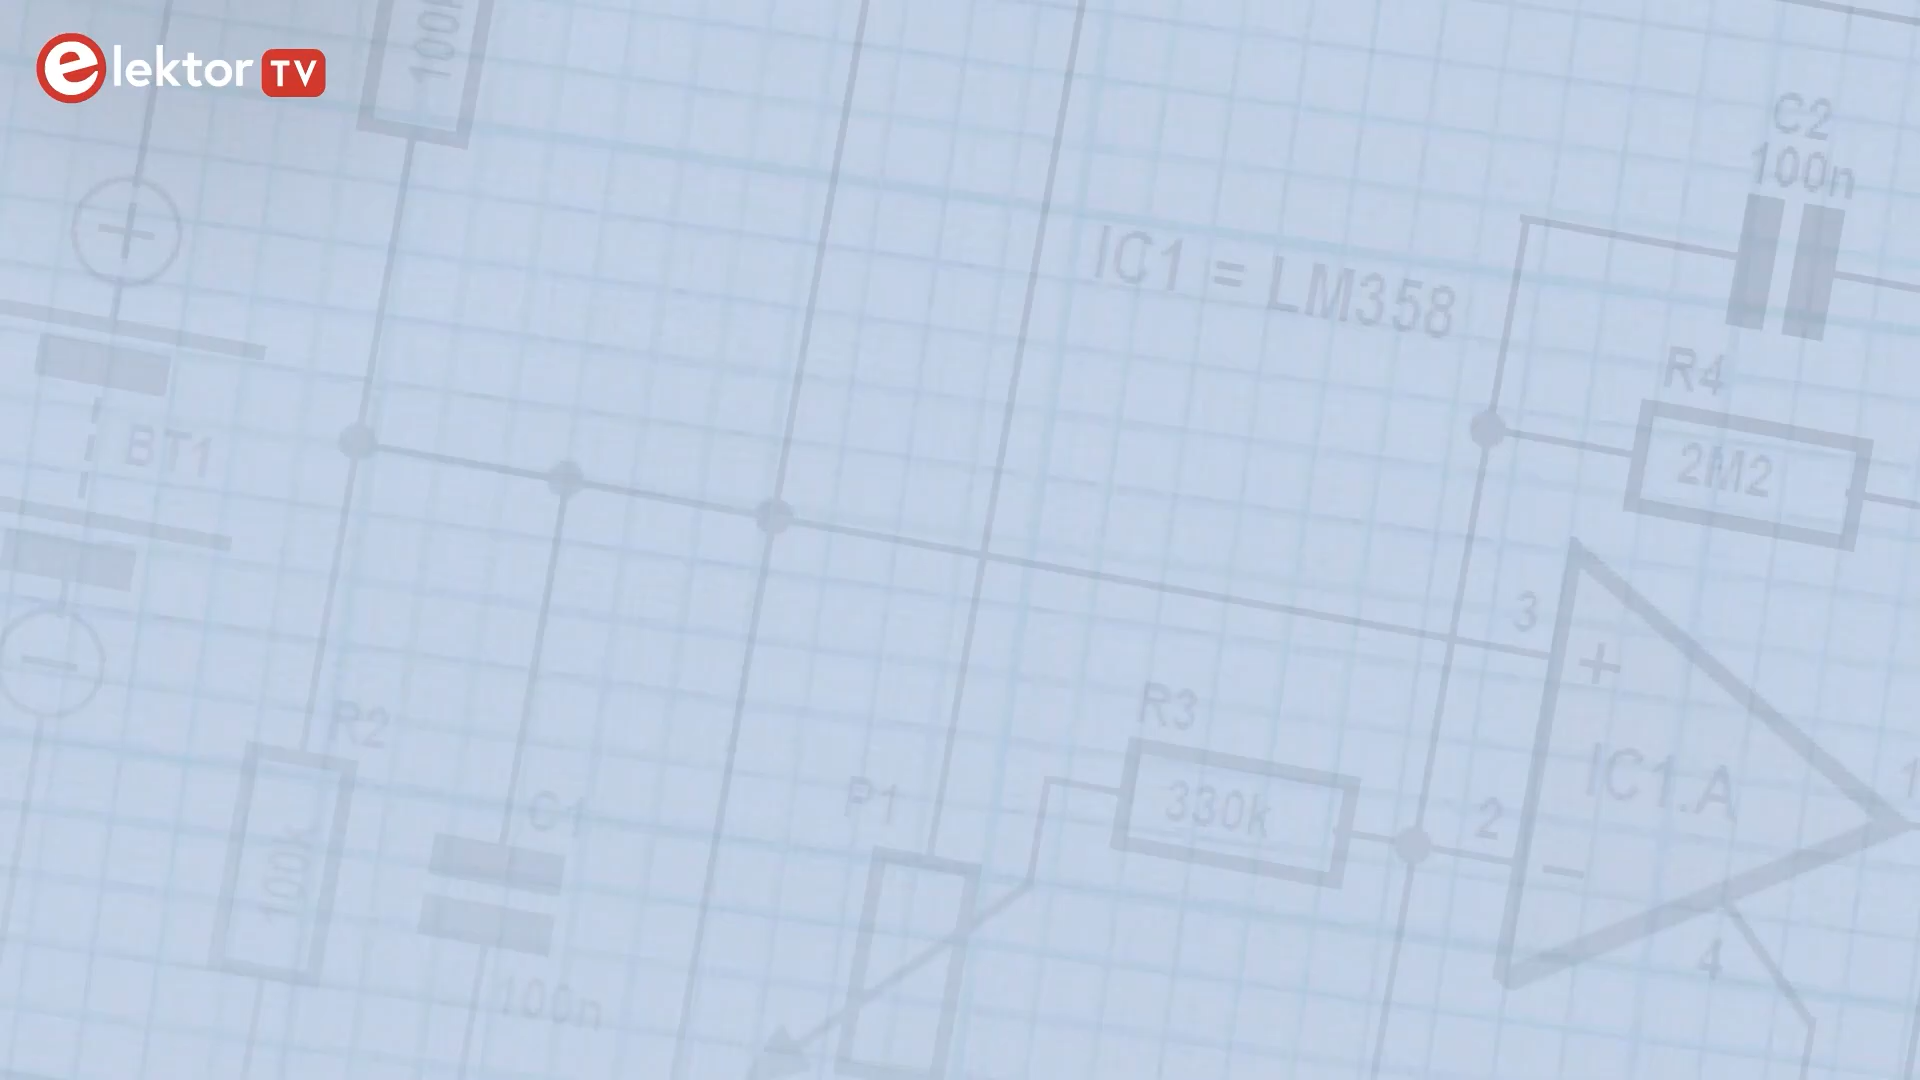 elektor TV
100k
C2
100n
IC1 = LM358
R4
2M2
BT1
3
+
R3
330k
R2
100k
C1
100n
P1
2
IC1.A
1
4